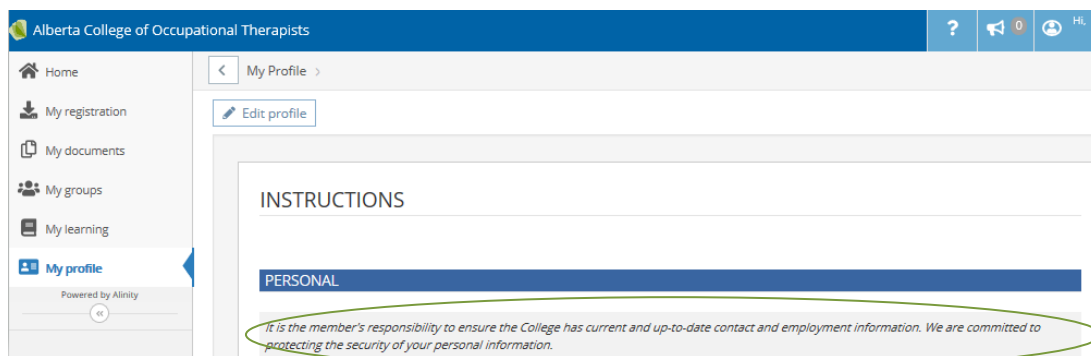 Alberta College of Occupational Therapists
? 0 Hi,
Home
My registration
My documents
My groups
My learning
My profile
Powered by Alinity
My Profile
Edit profile
INSTRUCTIONS
PERSONAL
It is the member's responsibility to ensure the College has current and up-to-date contact and employment information. We are committed to
protecting the security of your personal information.